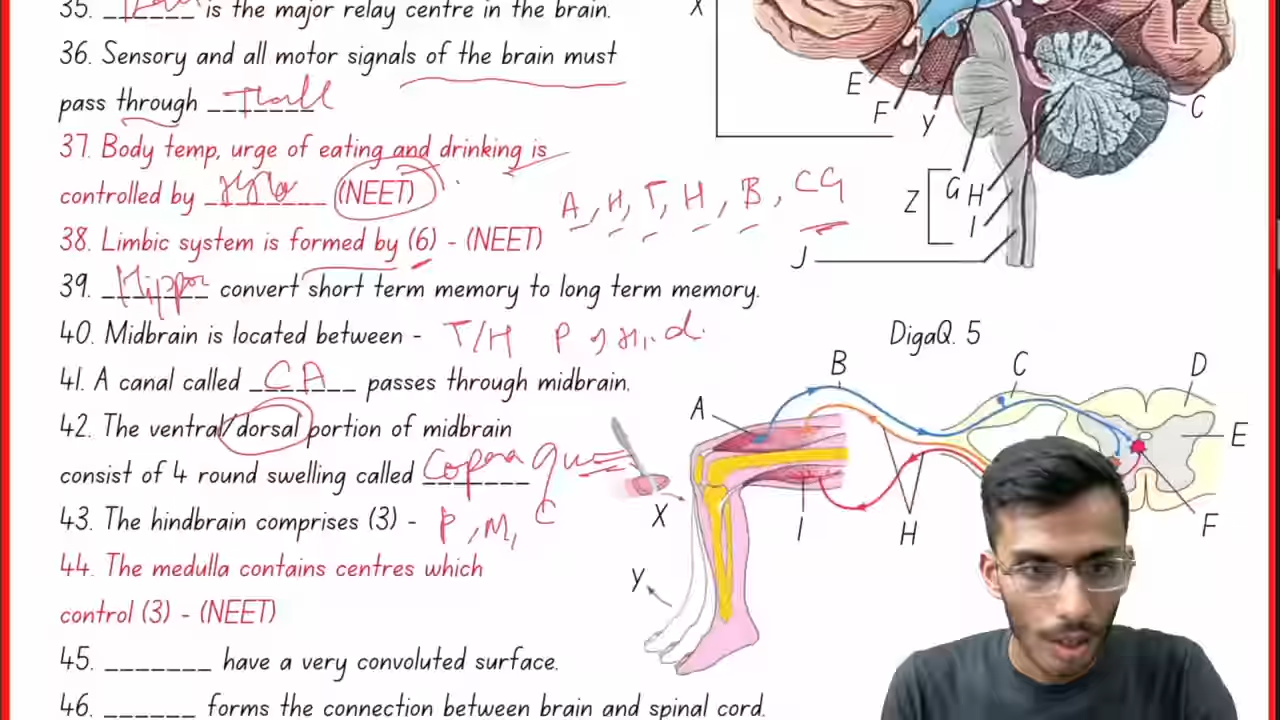 35. _______ is the major relay centre in the brain.
36. Sensory and all motor signals of the brain must
pass through _______
37. Body temp, urge of eating and drinking is
controlled by _______ (NEET)
A, H, T, H, B, CG
38. Limbic system is formed by (6) - (NEET)
39. _______ convert short term memory to long term memory.
40. Midbrain is located between - T/H P
41. A canal called CA passes through midbrain.
42. The ventral/dorsal portion of midbrain
consist of 4 round swelling called _______
43. The hindbrain comprises (3) - P, M, C
44. The medulla contains centres which
control (3) - (NEET)
45. _______ have a very convoluted surface.
46. ______ forms the connection between brain and spinal cord.
X
E
F
Y
C
Z
G
H
I
J
DigaQ. 5
B
C
D
A
E
X
I
H
F
Y